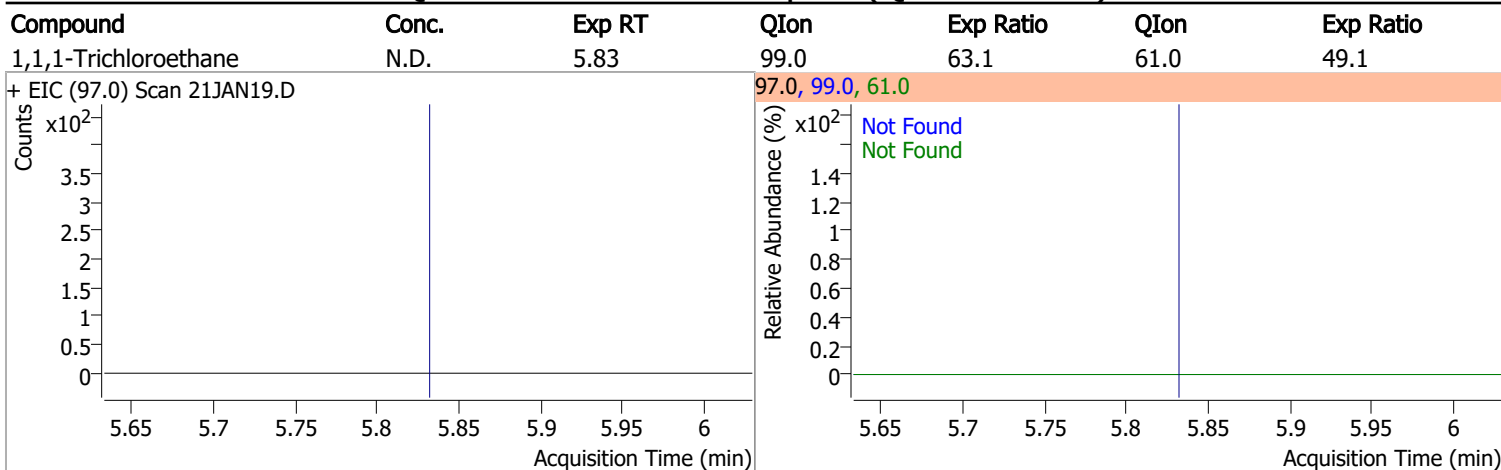 Compound Conc. Exp RT QIon Exp Ratio QIon Exp Ratio
1,1,1-Trichloroethane N.D. 5.83 99.0 63.1 61.0 49.1
+ EIC (97.0) Scan 21JAN19.D
Counts
x10²
3.5
3
2.5
2
1.5
1
0.5
0
5.65 5.7 5.75 5.8 5.85 5.9 5.95 6
Acquisition Time (min)
97.0, 99.0, 61.0
Relative Abundance (%)
x10²
Not Found
Not Found
1.4
1.2
1
0.8
0.6
0.4
0.2
0
5.65 5.7 5.75 5.8 5.85 5.9 5.95 6
Acquisition Time (min)